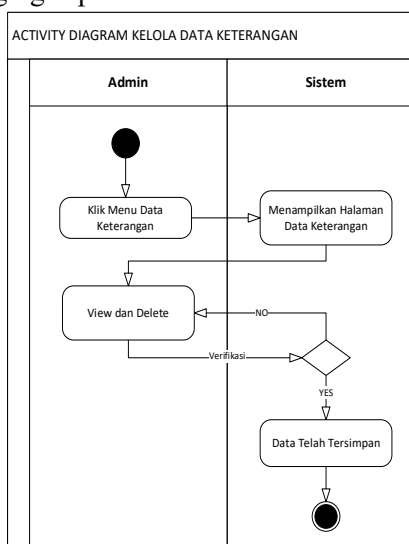 ACTIVITY DIAGRAM KELOLA DATA KETERANGAN
Admin
Sistem
Klik Menu Data
Keterangan
Menampilkan Halaman
Data Keterangan
View dan Delete
NO
Verifikasi
YES
Data Telah Tersimpan